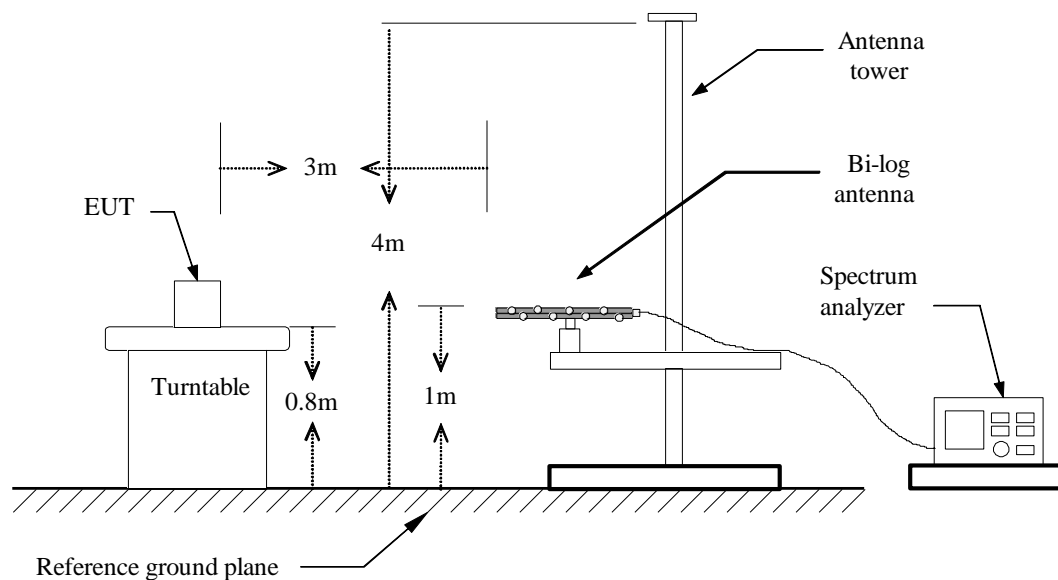 Antenna
tower
3m
Bi-log
antenna
EUT
4m
Spectrum
analyzer
Turntable
0.8m
1m
Reference ground plane